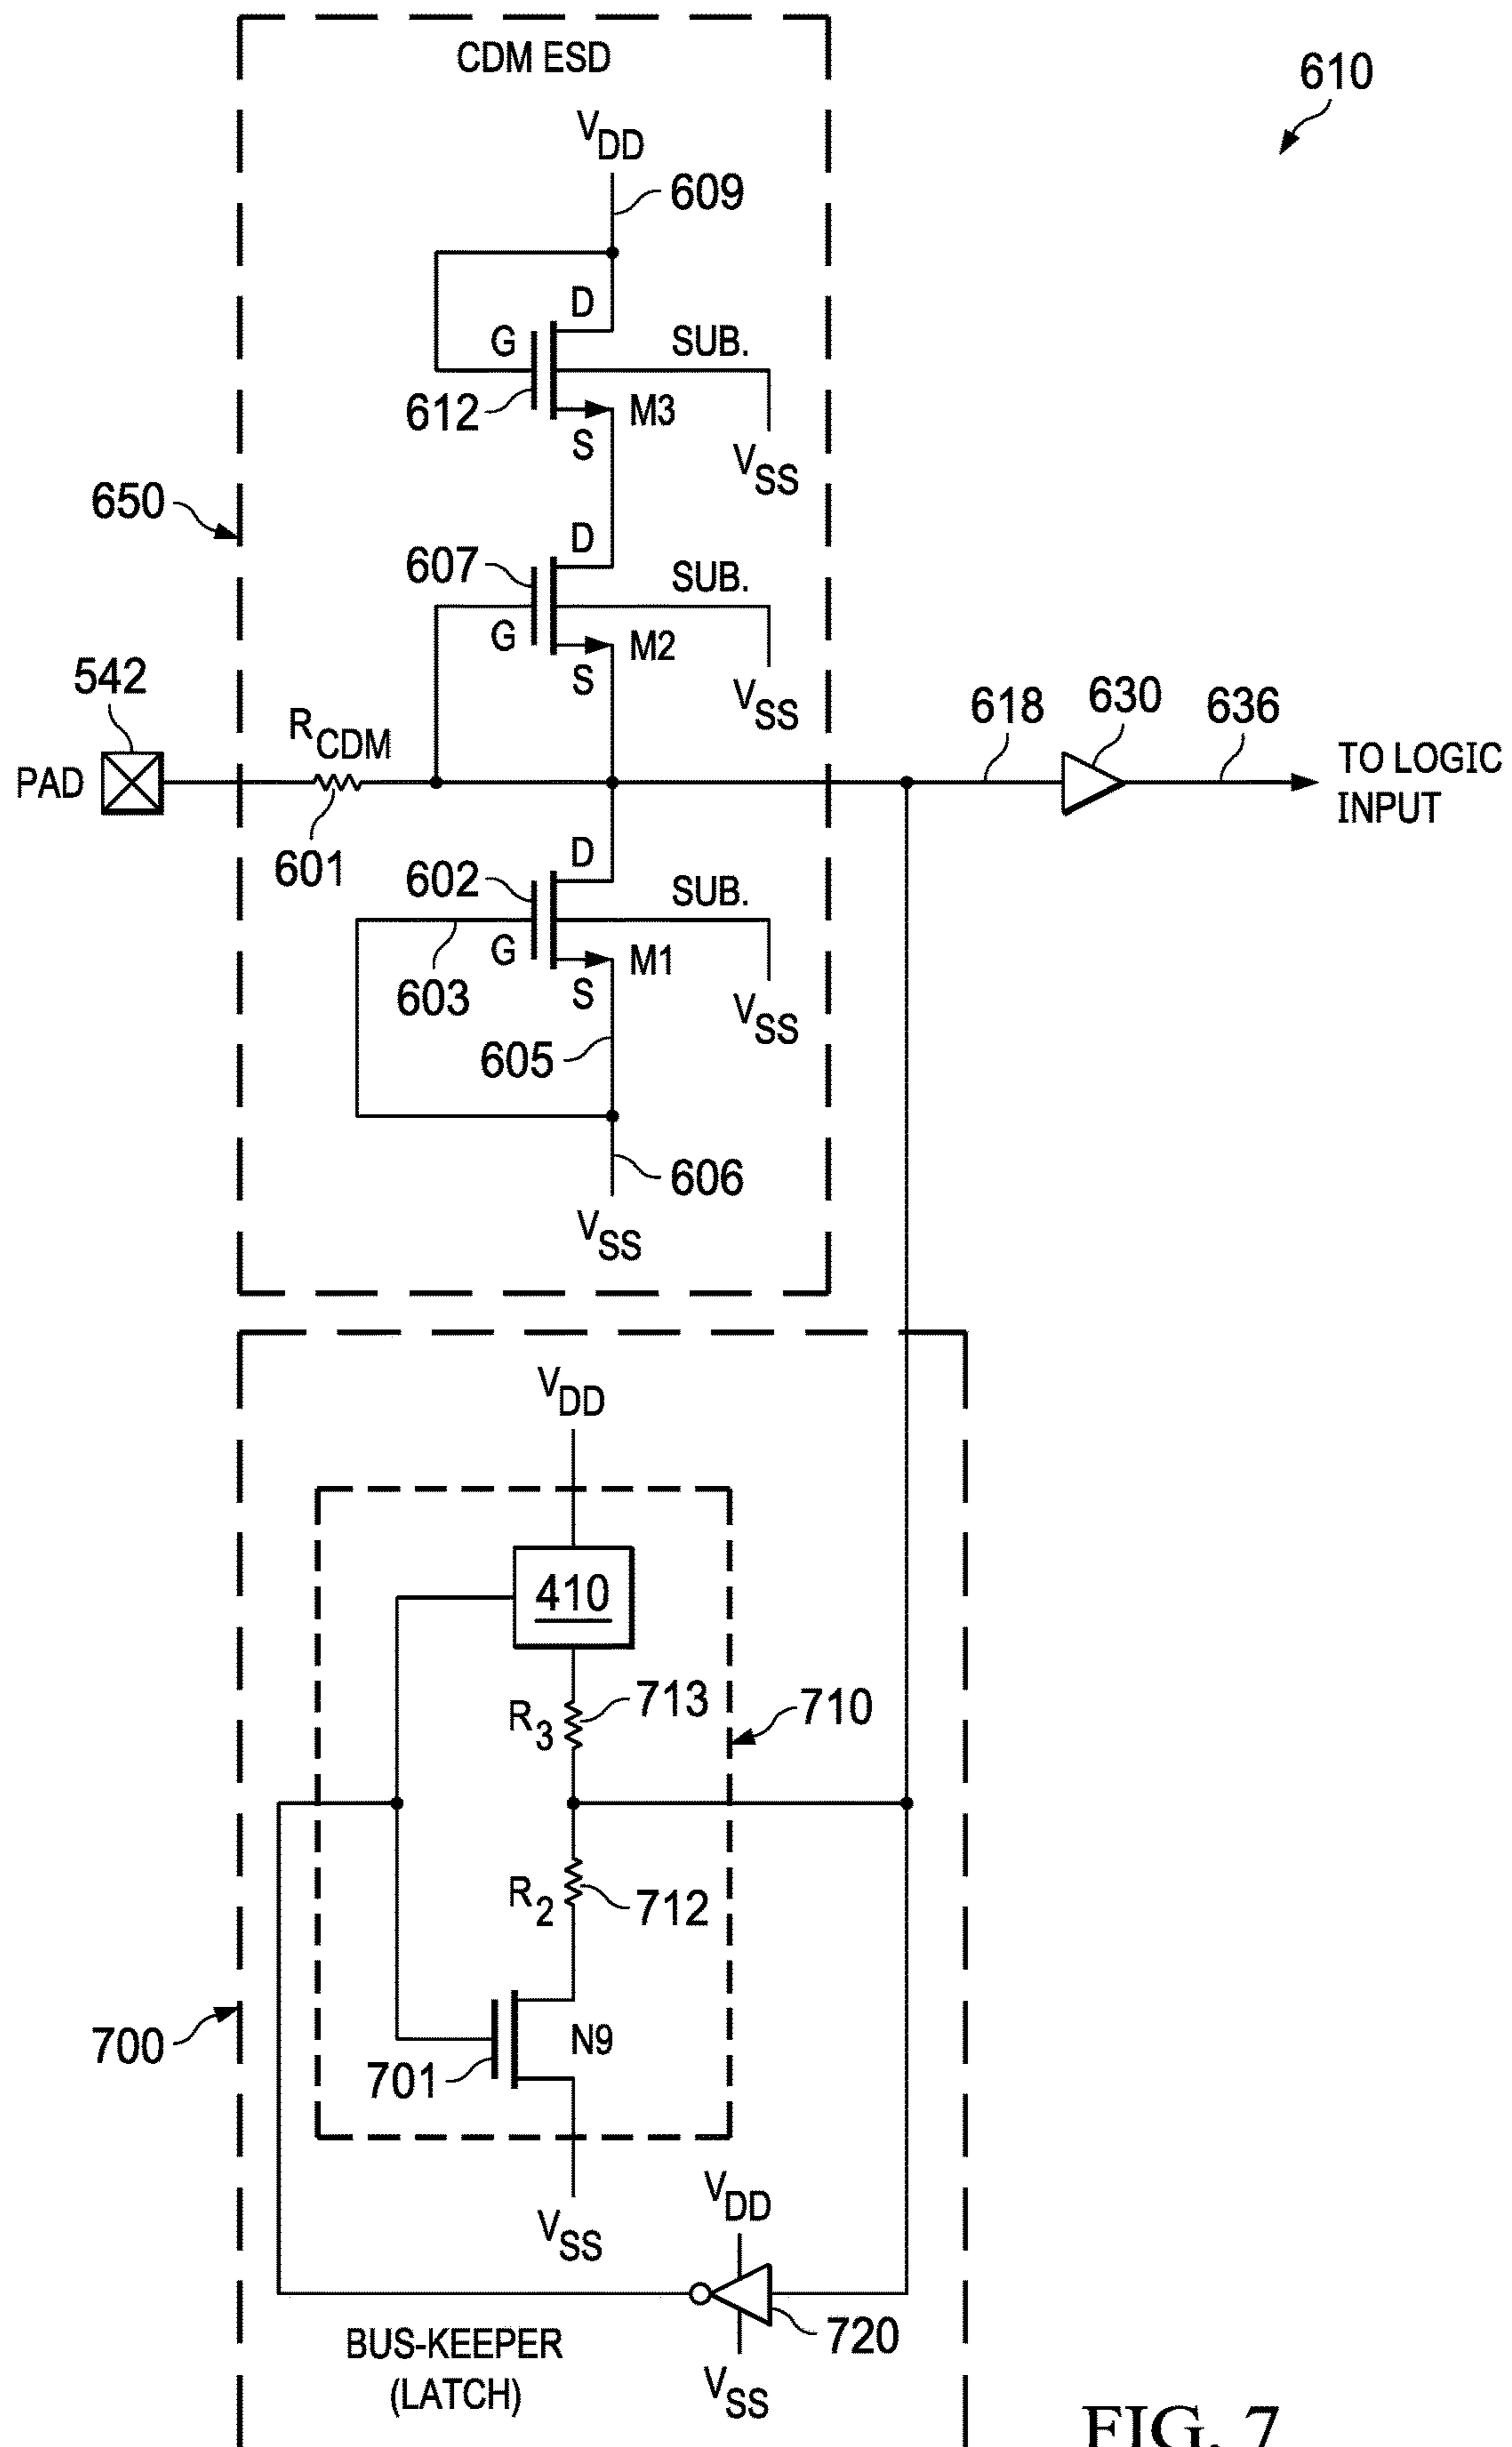 CDM ESD
610
VDD
609
D
G
SUB.
612
M3
S
VSS
650
D
607
SUB.
G
M2
S
VSS
542
RCDM
618
630
636
PAD
TO LOGIC
INPUT
601
D
602
SUB.
G
M1
603
S
VSS
605
606
VSS
VDD
410
R3
713
710
R2
712
700
N9
701
VSS
VDD
720
BUS-KEEPER
(LATCH)
VSS
FIG. 7